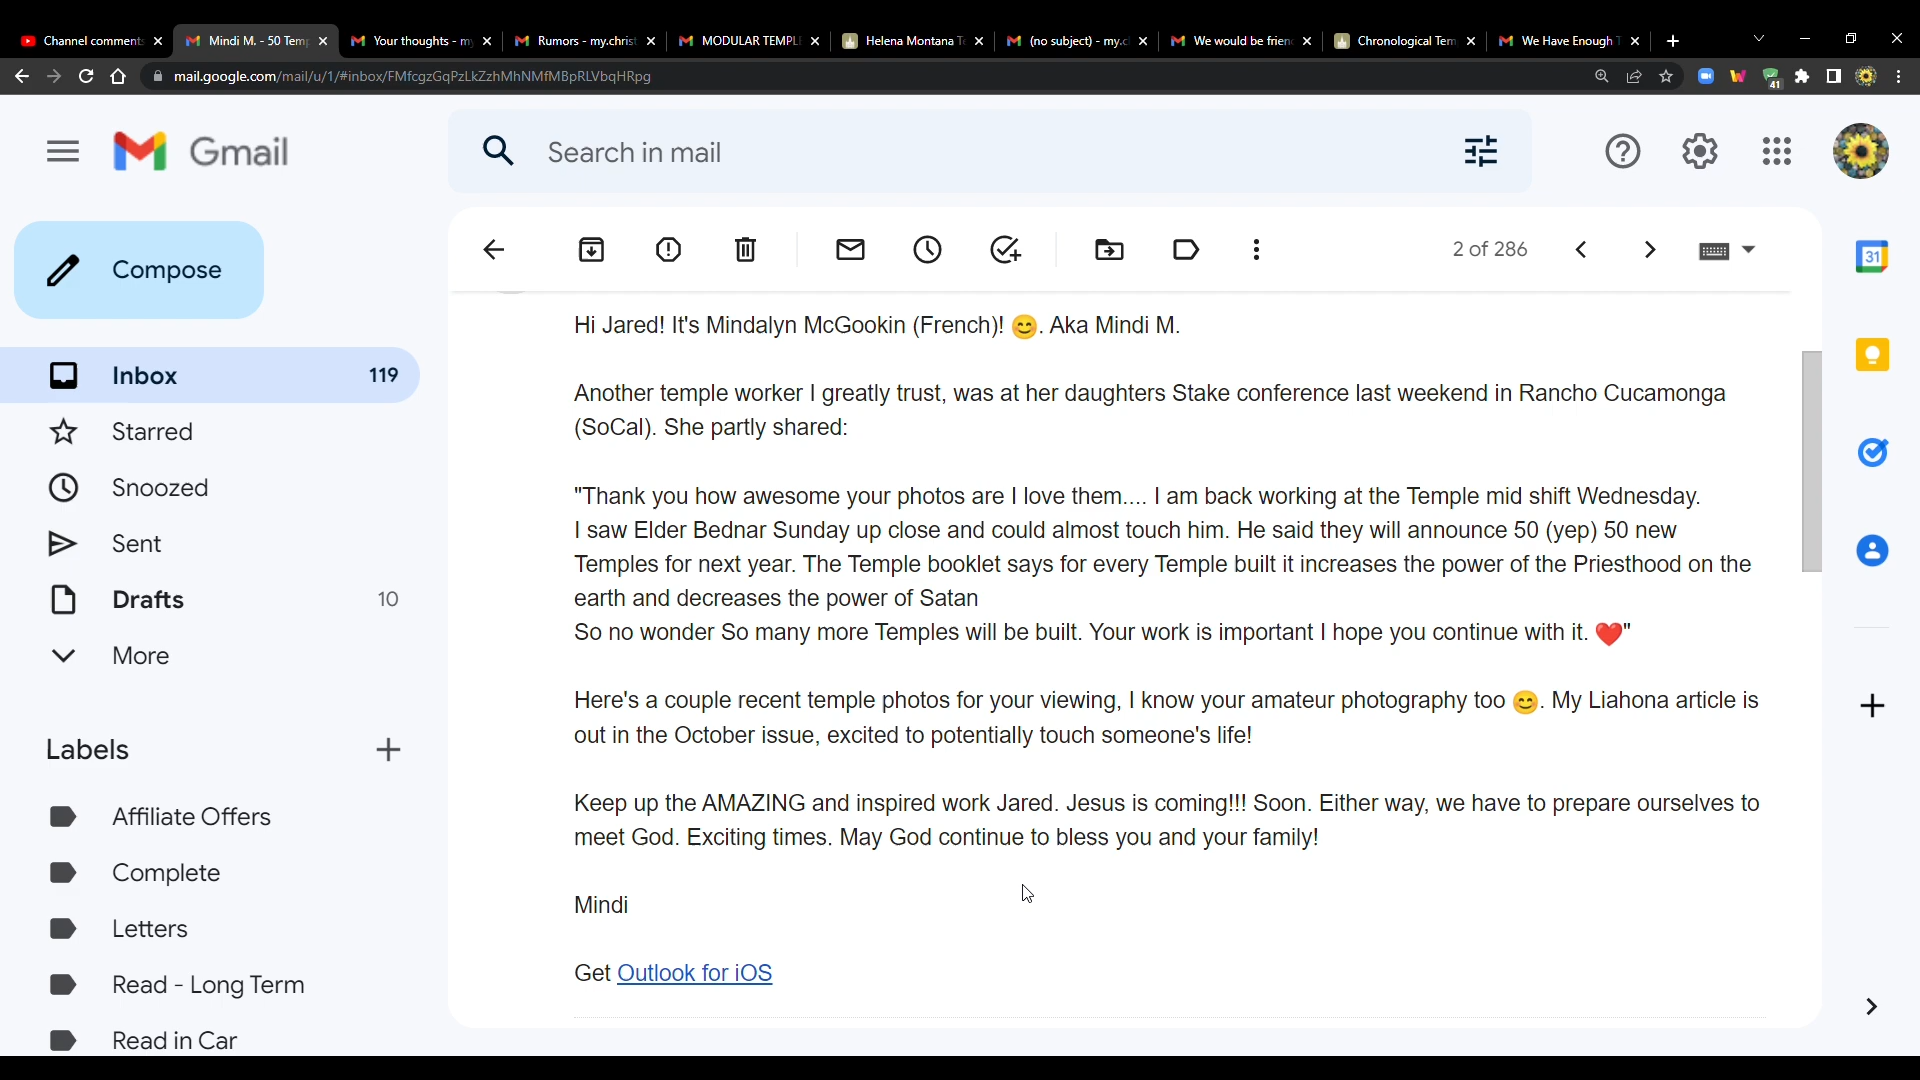 Channel comments
Mindi M. - 50 Temp
Your thoughts - my
Rumors - my.christ
MODULAR TEMPLE
Helena Montana Te
(no subject) - my.c
We would be frien
Chronological Tem
We Have Enough T
mail.google.com/mail/u/1/#inbox/FMfcgzGqPzLkZzhMhNMfMBpRLVbqHRpg
41
Gmail
Search in mail
Compose
2 of 286
31
Inbox 119
Starred
Snoozed
Sent
Drafts 10
More
Labels
Affiliate Offers
Complete
Letters
Read - Long Term
Read in Car
Hi Jared! It's Mindalyn McGookin (French)! 😊. Aka Mindi M.
Another temple worker I greatly trust, was at her daughters Stake conference last weekend in Rancho Cucamonga
(SoCal). She partly shared:
"Thank you how awesome your photos are I love them.... I am back working at the Temple mid shift Wednesday.
I saw Elder Bednar Sunday up close and could almost touch him. He said they will announce 50 (yep) 50 new
Temples for next year. The Temple booklet says for every Temple built it increases the power of the Priesthood on the
earth and decreases the power of Satan
So no wonder So many more Temples will be built. Your work is important I hope you continue with it. ❤️"
Here's a couple recent temple photos for your viewing, I know your amateur photography too 😊. My Liahona article is
out in the October issue, excited to potentially touch someone's life!
Keep up the AMAZING and inspired work Jared. Jesus is coming!!! Soon. Either way, we have to prepare ourselves to
meet God. Exciting times. May God continue to bless you and your family!
Mindi
Get Outlook for iOS